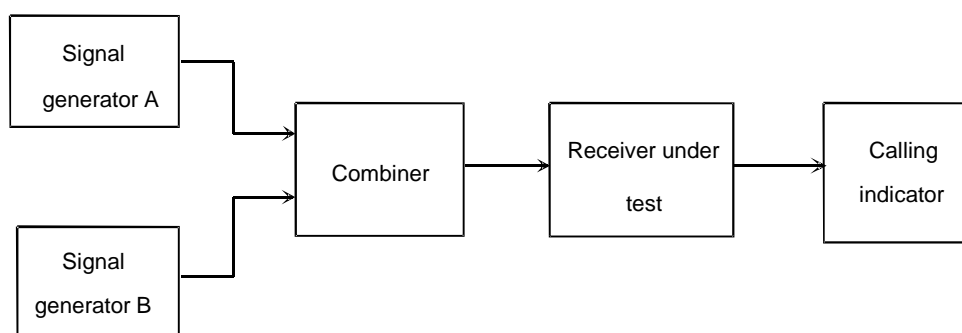 Signal
generator A
Combiner
Receiver under
test
Calling
indicator
Signal
generator B